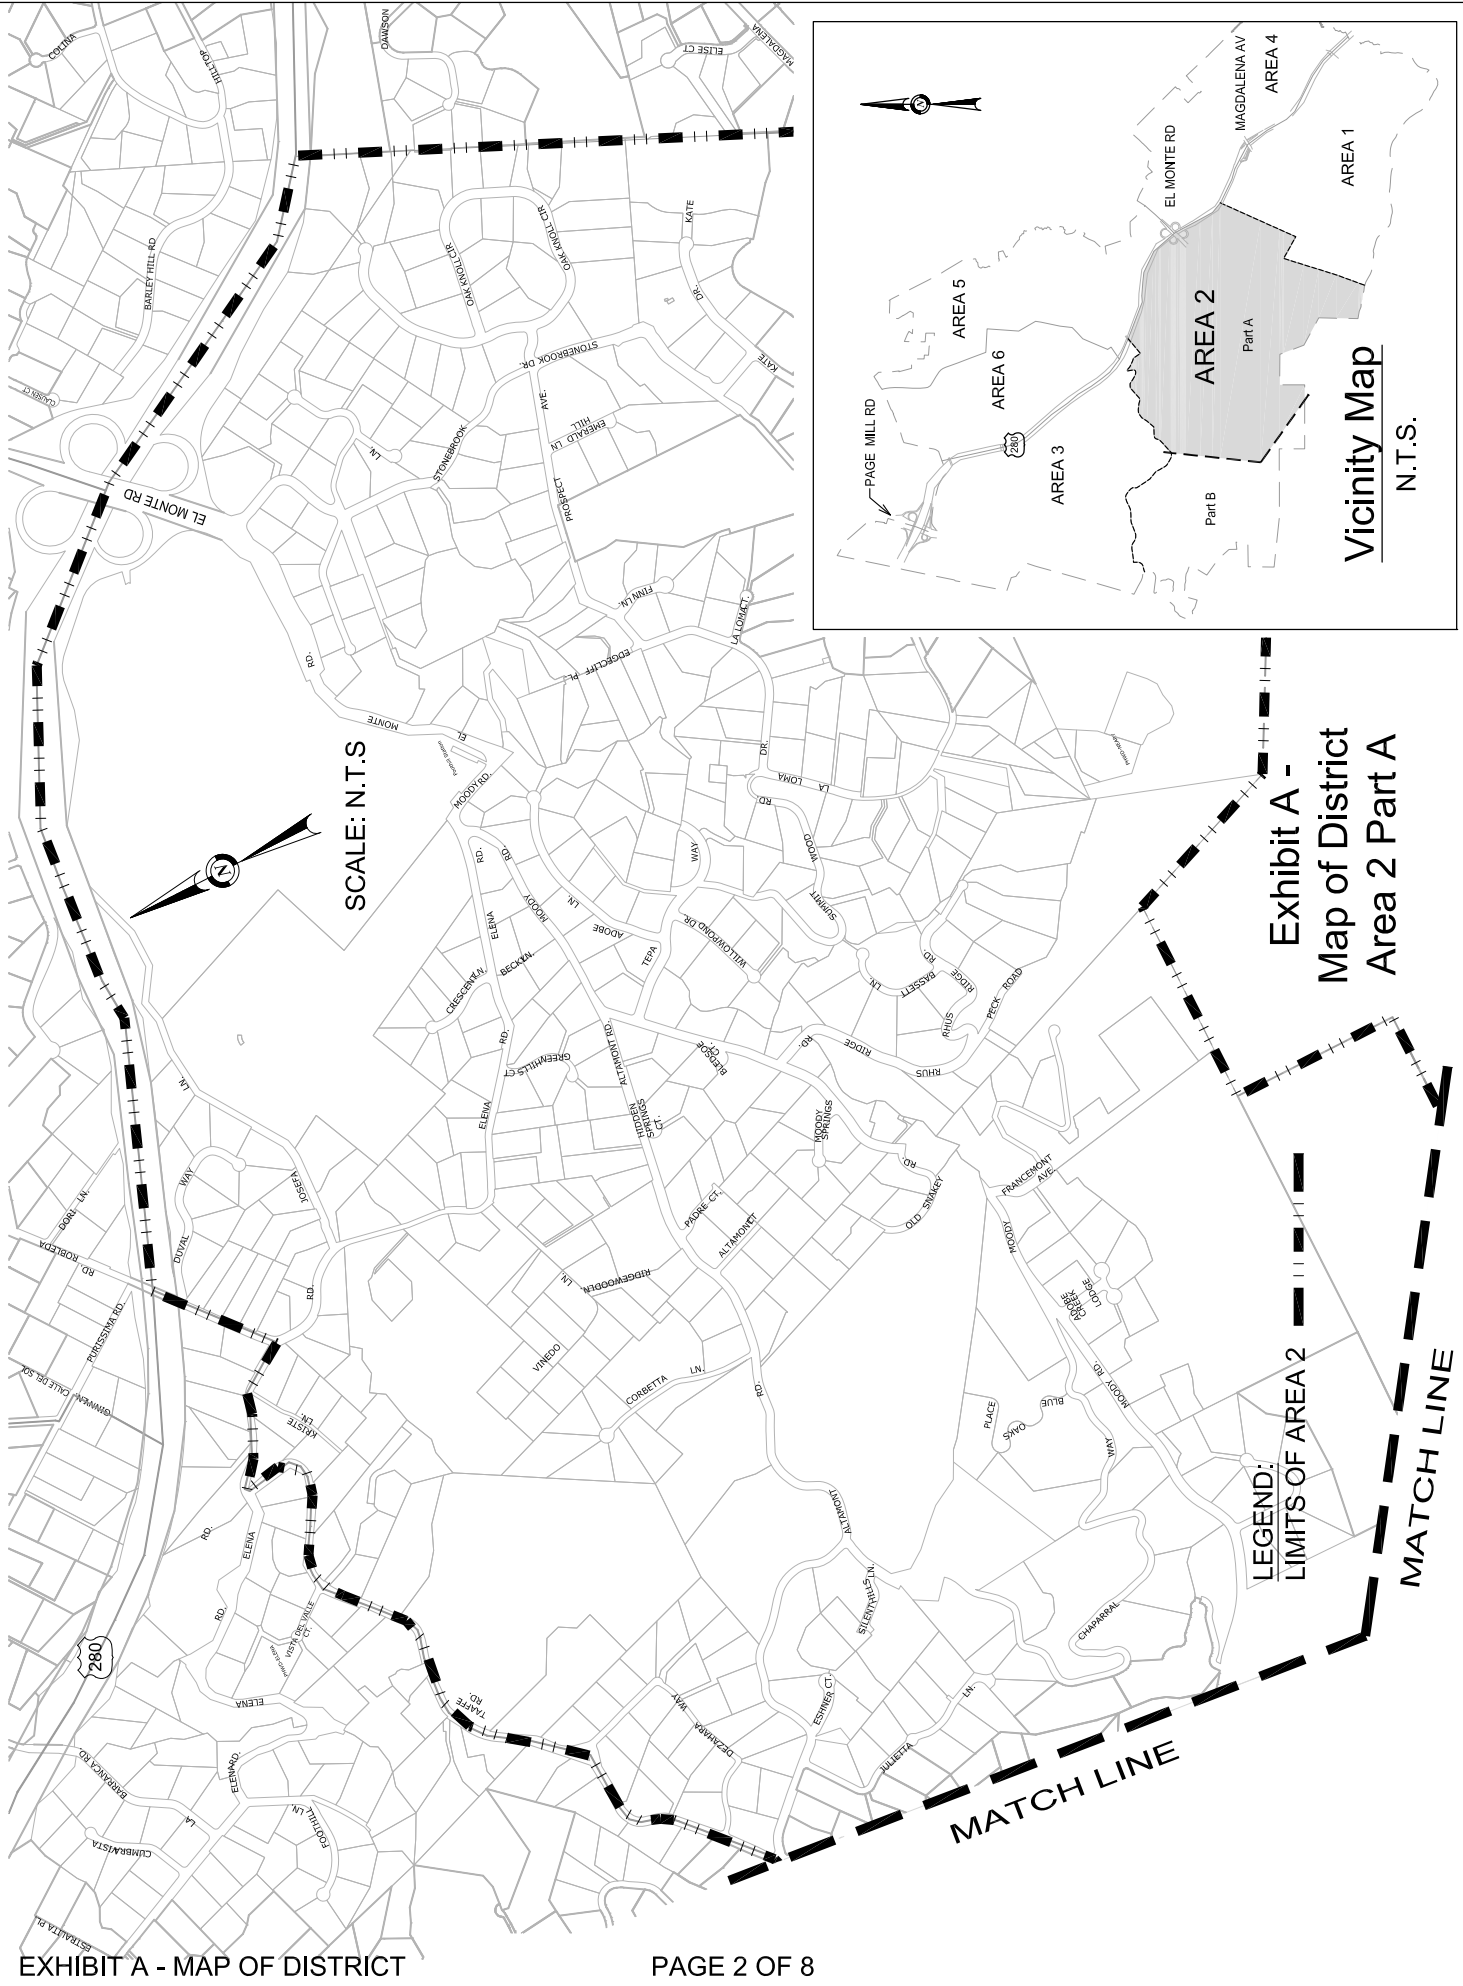 COLINA
HILLTOP
DAWSON
ELISE CT
MAGDALENA
BARLEY HILL RD
CLAUSEN CT
OAK KNOLL CIR
OAK KNOLL CIR
KATE
DR.
KATE
STONEBROOK DR.
AVE.
EMERALD
HILL
LN
LN.
STONEBROOK
PROSPECT
EL MONTE RD
FINN LN.
LA LOMA CT.
EDGECLIFF PL
RD.
MONTE
EL
MOODY RD.
SCALE: N.T.S
N
DR.
LOMA
LA
RD
WOOD
SUMMIT
WAY
RD.
RD.
MOODY
ELENA
LN.
ADOBE
TEPA
WILLOWPOND DR.
CRESCENT LN.
BECKY LN.
BASSETT
LN.
RD.
RIDGE
RHUS
PECK ROAD
RD.
RIDGE
RHUS
BLEDSOE
CT.
ALTAMONT RD.
GREENHILLS CT
RD.
ELENA
HIDDEN
SPRINGS
CT.
MOODY
SPRINGS
RD.
OLD SNAKEY
FRANCEMONT
AVE.
MOODY
LN.
JOSEFA
WAY
DUVAL
DORI LN.
ROBLEDA
RD.
RD.
PADRE CT.
ALTAMONT CT
RIDGEWOOD LN.
LN.
VINEDO
CORBETTA
LN.
RD.
ADOBE
CREEK
LODGE
MOODY RD.
BLUE
OAKS
PLACE
WAY
PURISSIMA RD.
CALLE DEL SOL
GINNEN.
KRISTE
LN.
RD.
ELENA
RD.
VISTA DEL VALLE
CT.
ELENA
280
TAAFFE
RD.
ALTAMONT
SILENT HILLS LN.
CHAPARRAL
ESHNER CT.
JULIETTA
LN.
WAY
DEZAHARA
BARRANCA RD.
LA
ELENA RD.
FOOTHILL
LN.
CUMBRA VISTA
ESTRALITA PL
MATCH LINE
MATCH LINE
LEGEND:
LIMITS OF AREA 2
Exhibit A -
Map of District
Area 2 Part A
N
MAGDALENA AV
AREA 4
EL MONTE RD
AREA 1
AREA 5
AREA 6
AREA 2
Part A
PAGE MILL RD
280
AREA 3
Part B
Vicinity Map
N.T.S.
EXHIBIT A - MAP OF DISTRICT
PAGE 2 OF 8